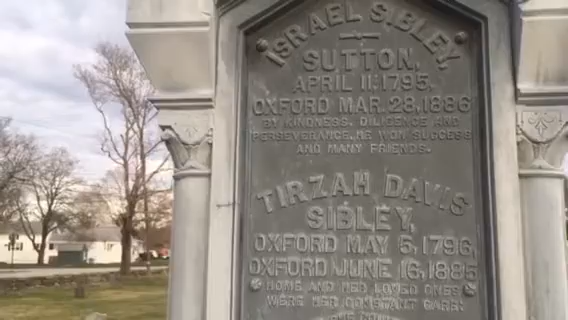 ISRAEL S. BLEY,
SUTTON,
APRIL 11, 1795.
OXFORD MAR. 28, 1886
BY KINDNESS, DILIGENCE AND
PERSEVERANCE, HE WON SUCCESS
AND MANY FRIENDS.
TIRZAH DAVIS
SIBLEY,
OXFORD MAY 5, 1796,
OXFORD JUNE 16, 1885
HOME AND HER LOVED ONES
WERE HER CONSTANT CARE;